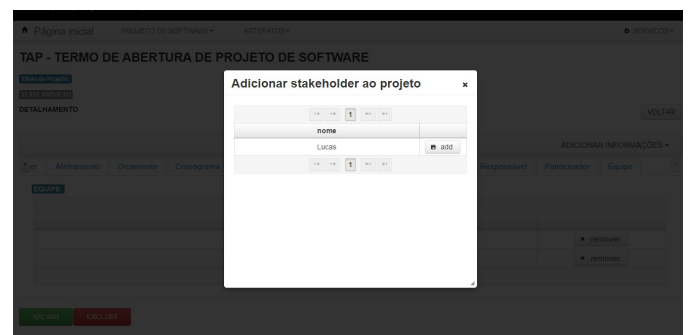 Página inicial PROJETO DE SOFTWARE ARTEFATOS SERVIÇOS
TAP - TERMO DE ABERTURA DE PROJETO DE SOFTWARE
Título do Projeto:
TESTE PROJETO
DETALHAMENTO
VOLTAR
Adicionar stakeholder ao projeto
1
nome
Lucas add
1
ADICIONAR INFORMAÇÕES
Alinhamento Orçamento Cronograma Responsável Patrocinador Equipe
EQUIPE:
remover
remover
SALVAR EXCLUIR